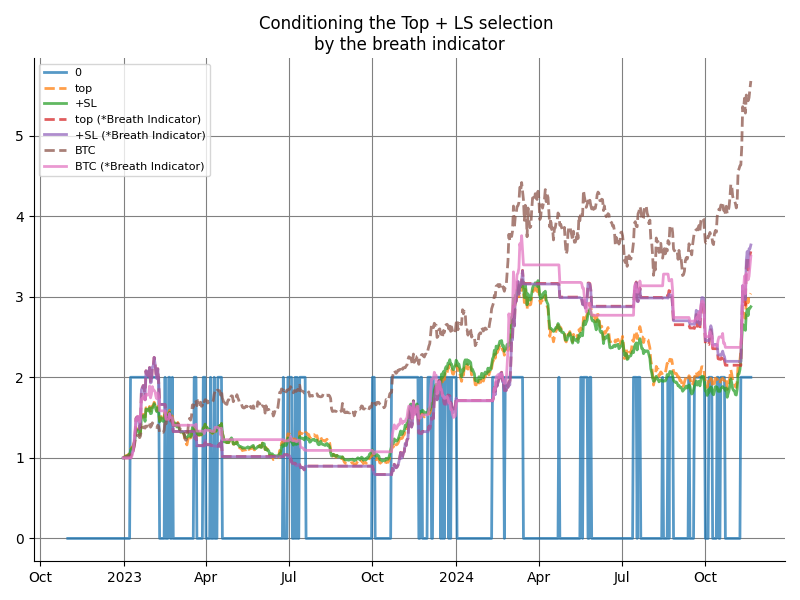 Conditioning the Top + LS selection
by the breath indicator
0
top
+SL
top (*Breath Indicator)
+SL (*Breath Indicator)
BTC
BTC (*Breath Indicator)
5
4
3
2
1
0
Oct
2023
Apr
Jul
Oct
2024
Apr
Jul
Oct